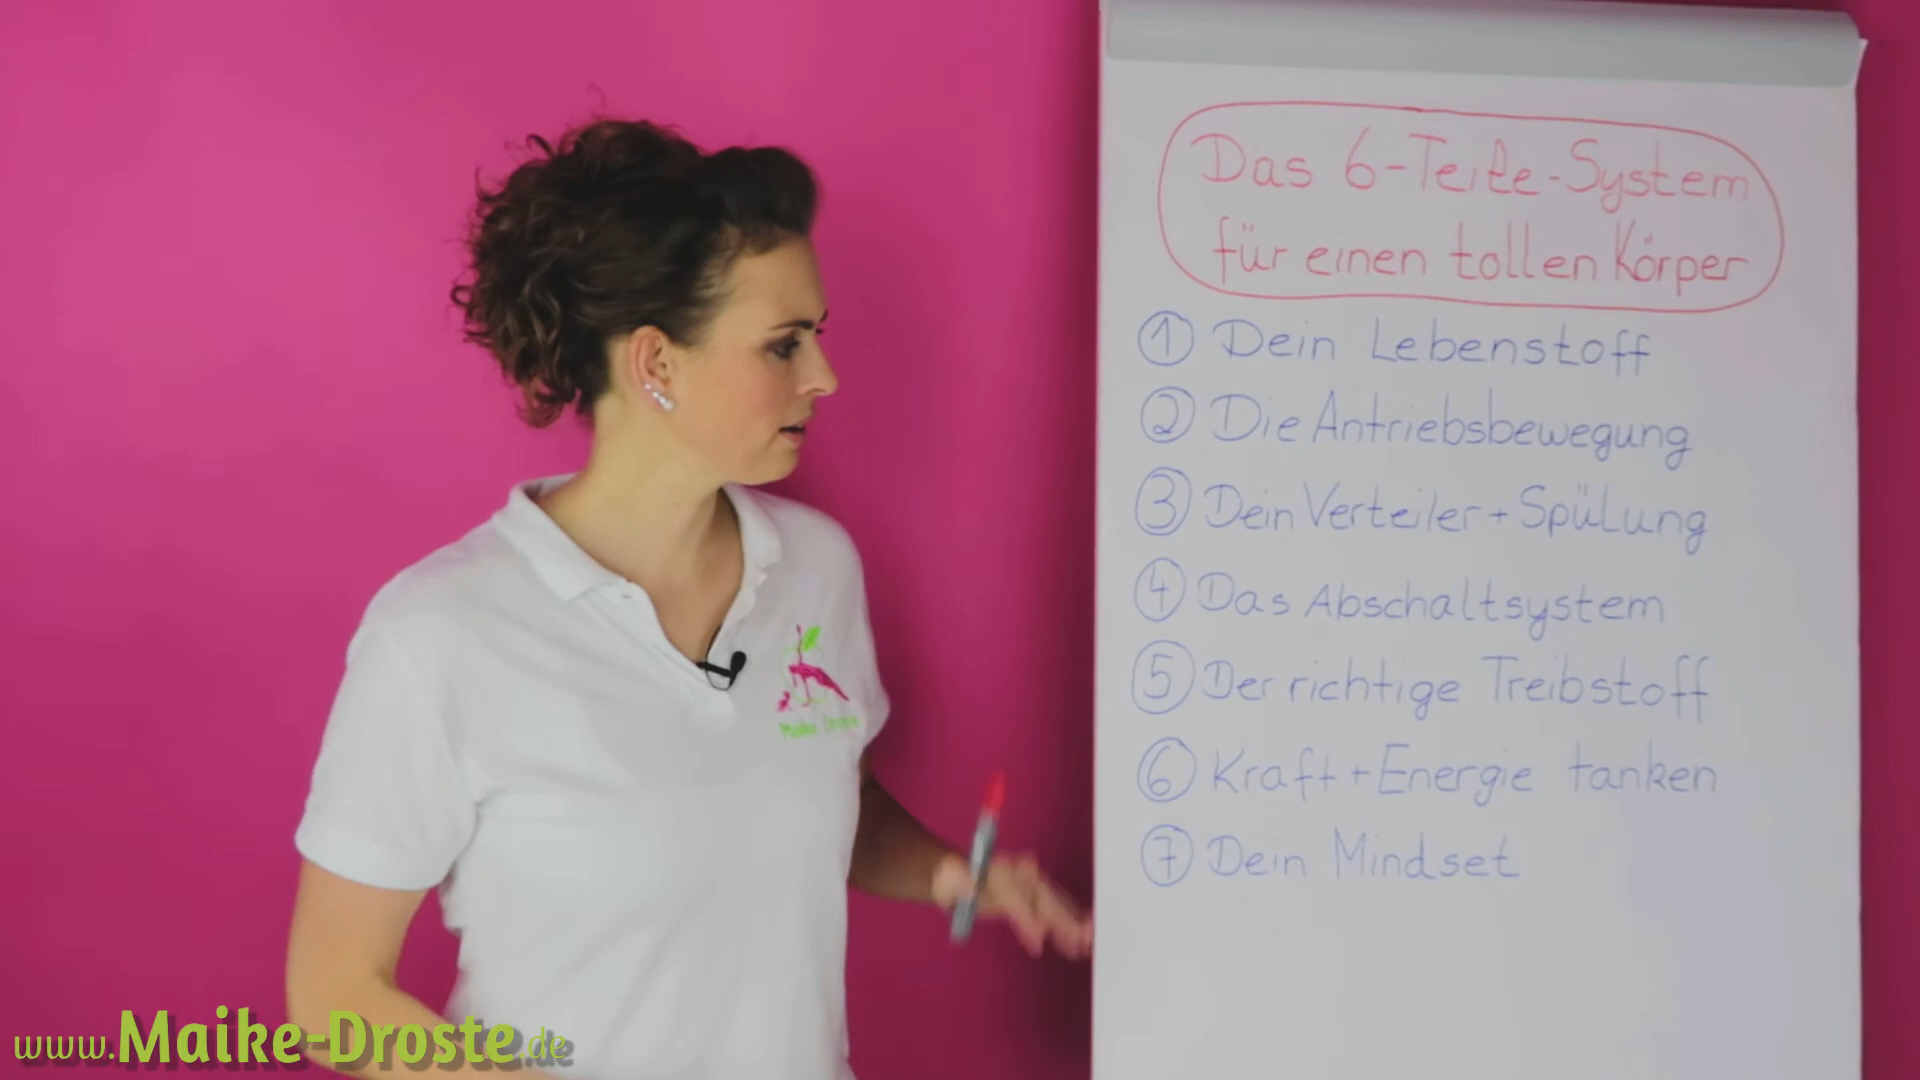 Das 6-Teile-System
für einen tollen Körper
1 Dein Lebenstoff
2 Die Antriebsbewegung
3 Dein Verteiler + Spülung
4 Das Abschaltsystem
5 Der richtige Treibstoff
6 Kraft + Energie tanken
7 Dein Mindset
Maike Droste
www.Maike-Droste.de